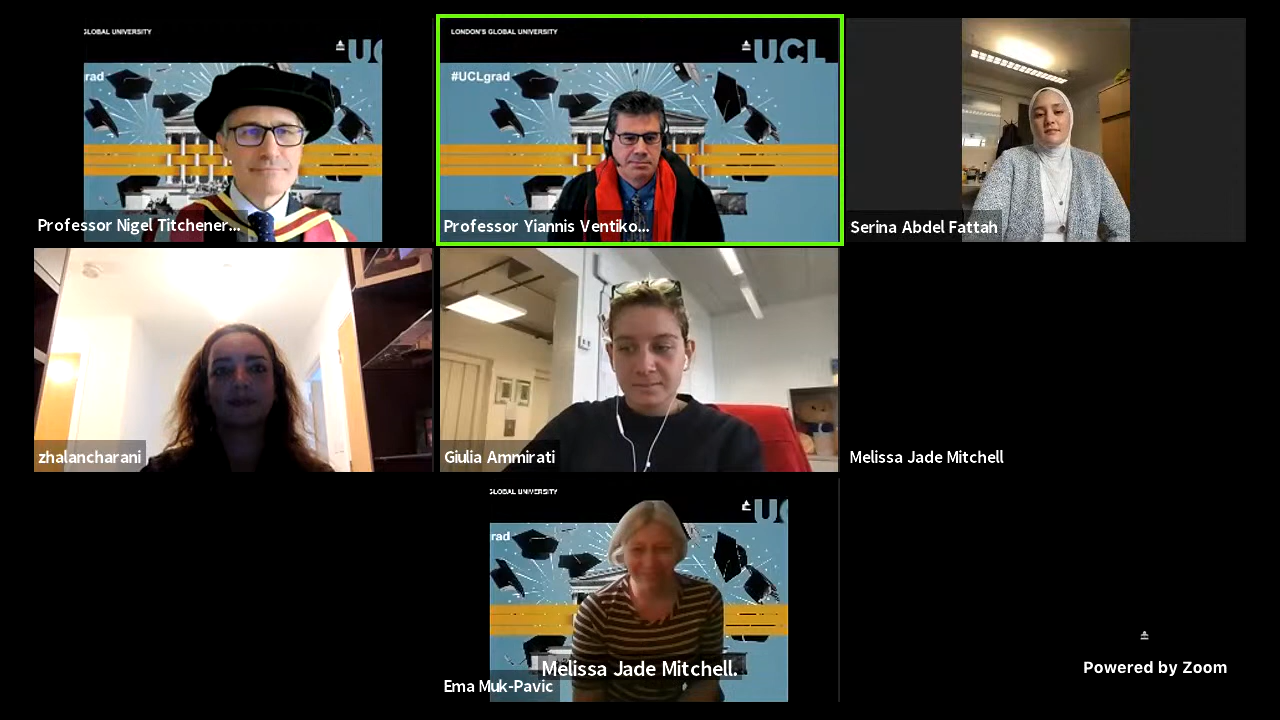 GLOBAL UNIVERSITY
UC
rad
Professor Nigel Titchener...
LONDON'S GLOBAL UNIVERSITY
UCL
#UCLgrad
Professor Yiannis Ventiko...
Serina Abdel Fattah
zhalancharani
Giulia Ammirati
Melissa Jade Mitchell
GLOBAL UNIVERSITY
UC
rad
Melissa Jade Mitchell.
Ema Muk-Pavic
Powered by Zoom